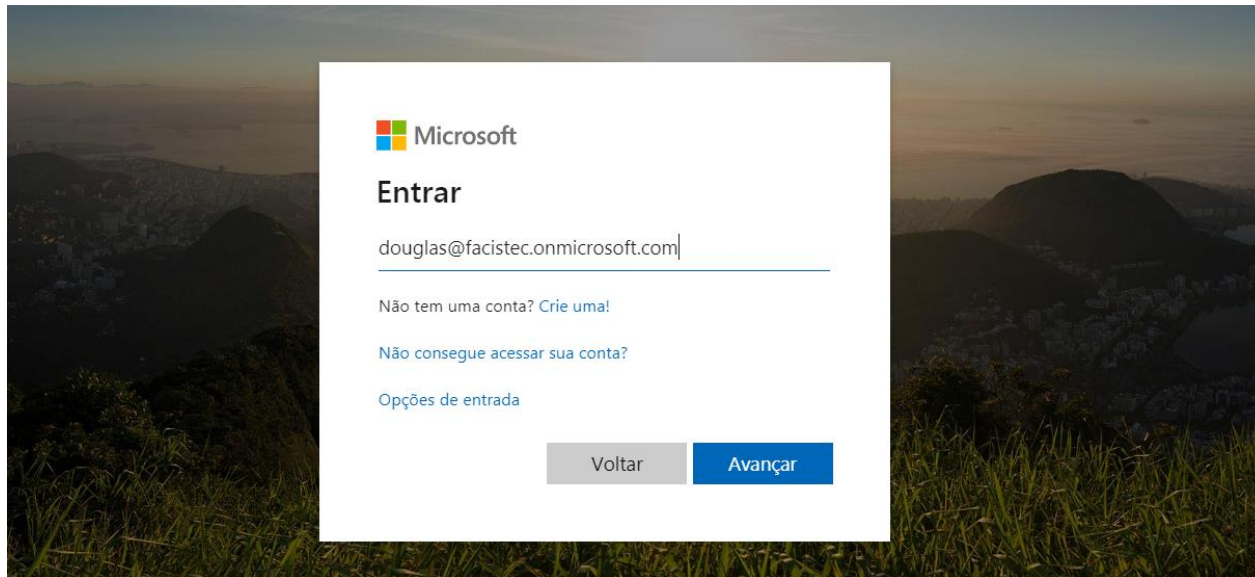 Microsoft
Entrar
douglas@facistec.onmicrosoft.com
Não tem uma conta? Crie uma!
Não consegue acessar sua conta?
Opções de entrada
Voltar Avançar